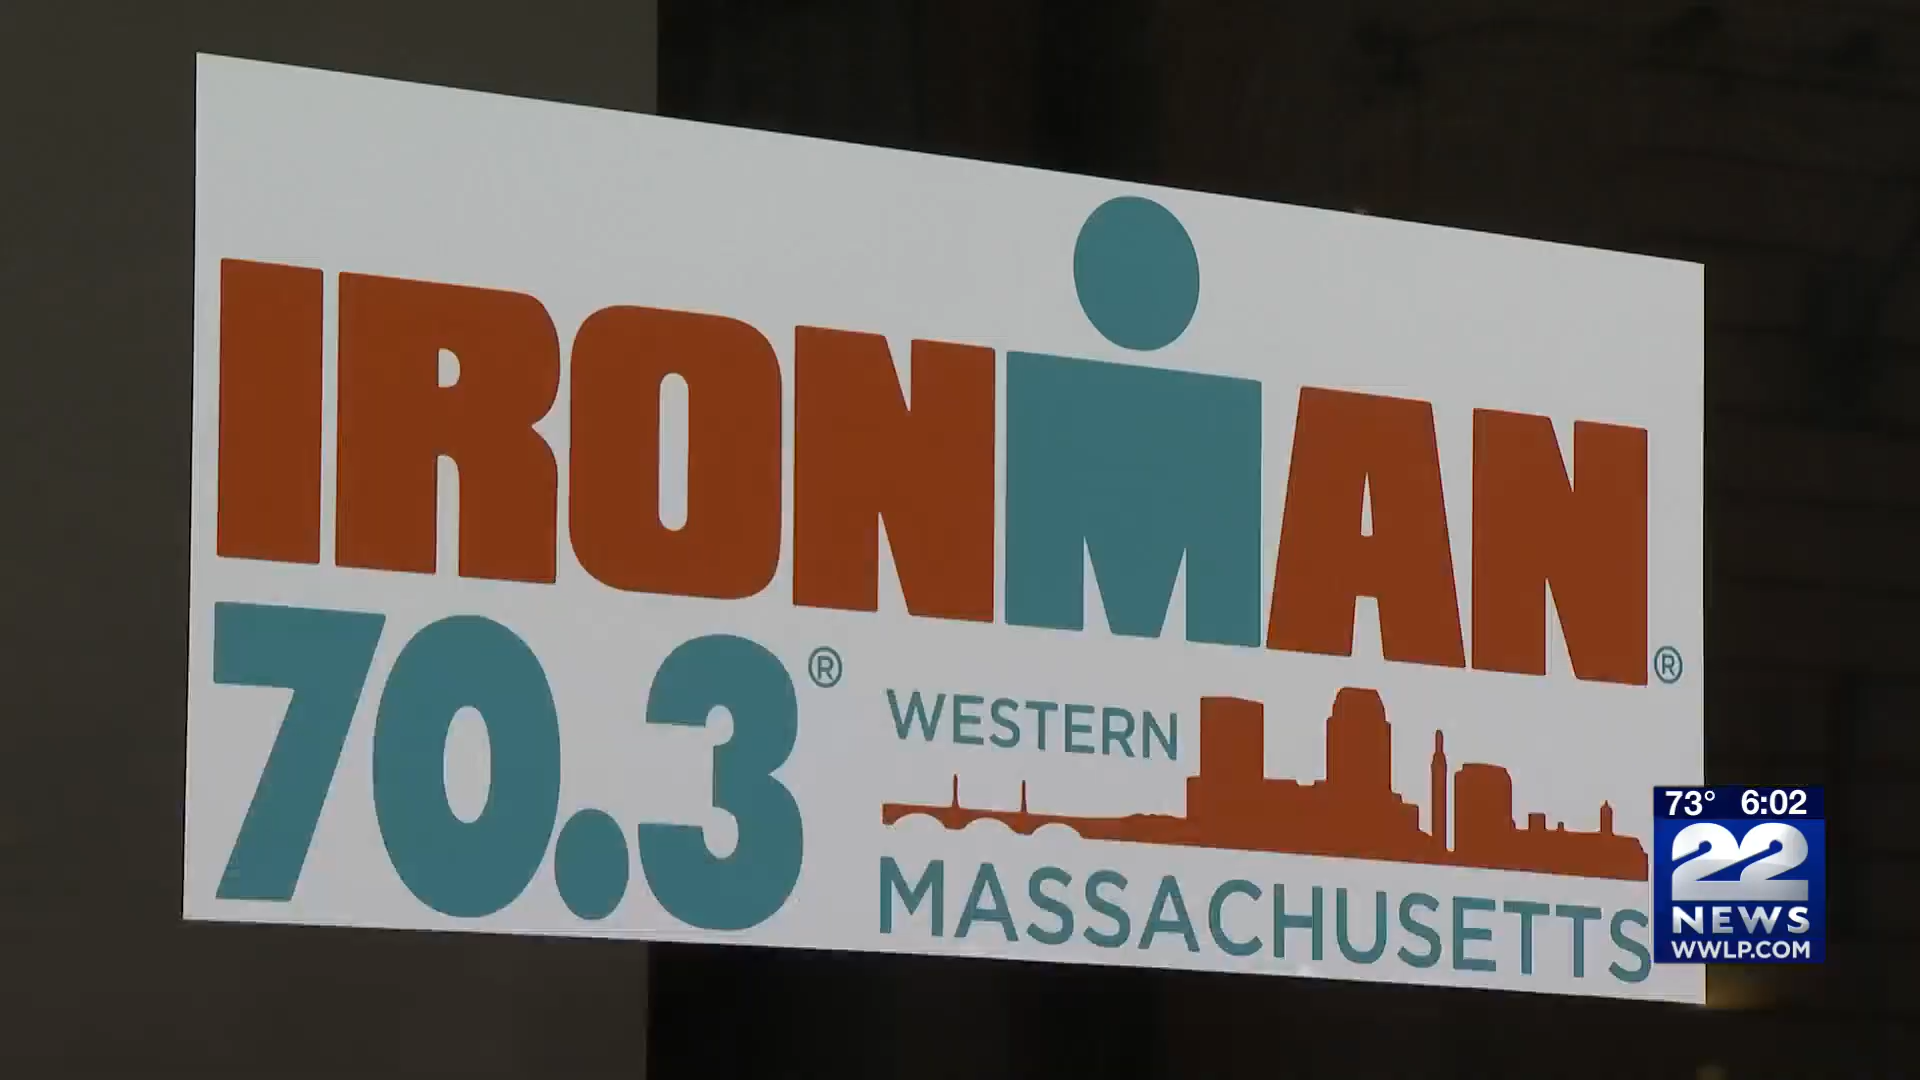 IRONMAN®
70.3®
WESTERN
MASSACHUSETTS
73° 6:02
22
NEWS
WWLP.COM